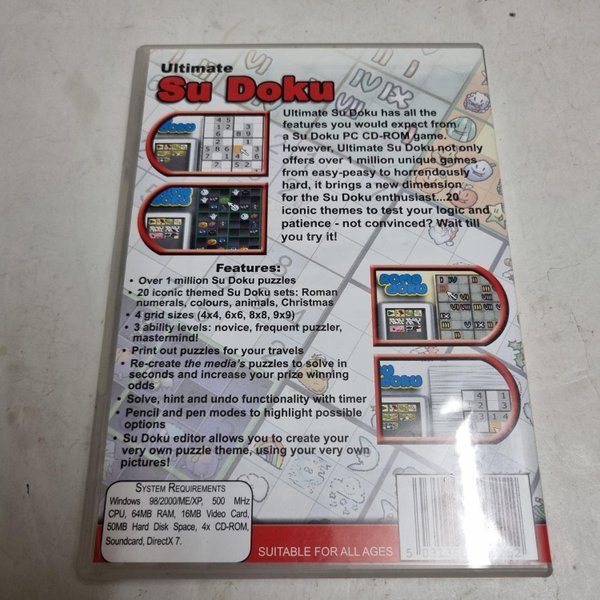 Ultimate
Su Doku
Ultimate Su Doku has all the
features you would expect from
a Su Doku PC CD-ROM game.
However, Ultimate Su Doku not only
offers over 1 million unique games
from easy-peasy to horrendously
hard, it brings a new dimension
for the Su Doku enthusiast...20
iconic themes to test your logic and
patience - not convinced? Wait till
you try it!
Features:
• Over 1 million Su Doku puzzles
• 20 iconic themed Su Doku sets: Roman
numerals, colours, animals, Christmas
• 4 grid sizes (4x4, 6x6, 8x8, 9x9)
• 3 ability levels: novice, frequent puzzler,
mastermind!
• Print out puzzles for your travels
• Re-create the media's puzzles to solve in
seconds and increase your prize winning
odds
• Solve, hint and undo functionality with timer
• Pencil and pen modes to highlight possible
options
• Su Doku editor allows you to create your
very own puzzle theme, using your very own
pictures!
SYSTEM REQUIREMENTS
Windows 98/2000/ME/XP, 500 MHz
CPU, 64MB RAM, 16MB Video Card,
50MB Hard Disk Space, 4x CD-ROM,
Soundcard, DirectX 7.
SUITABLE FOR ALL AGES